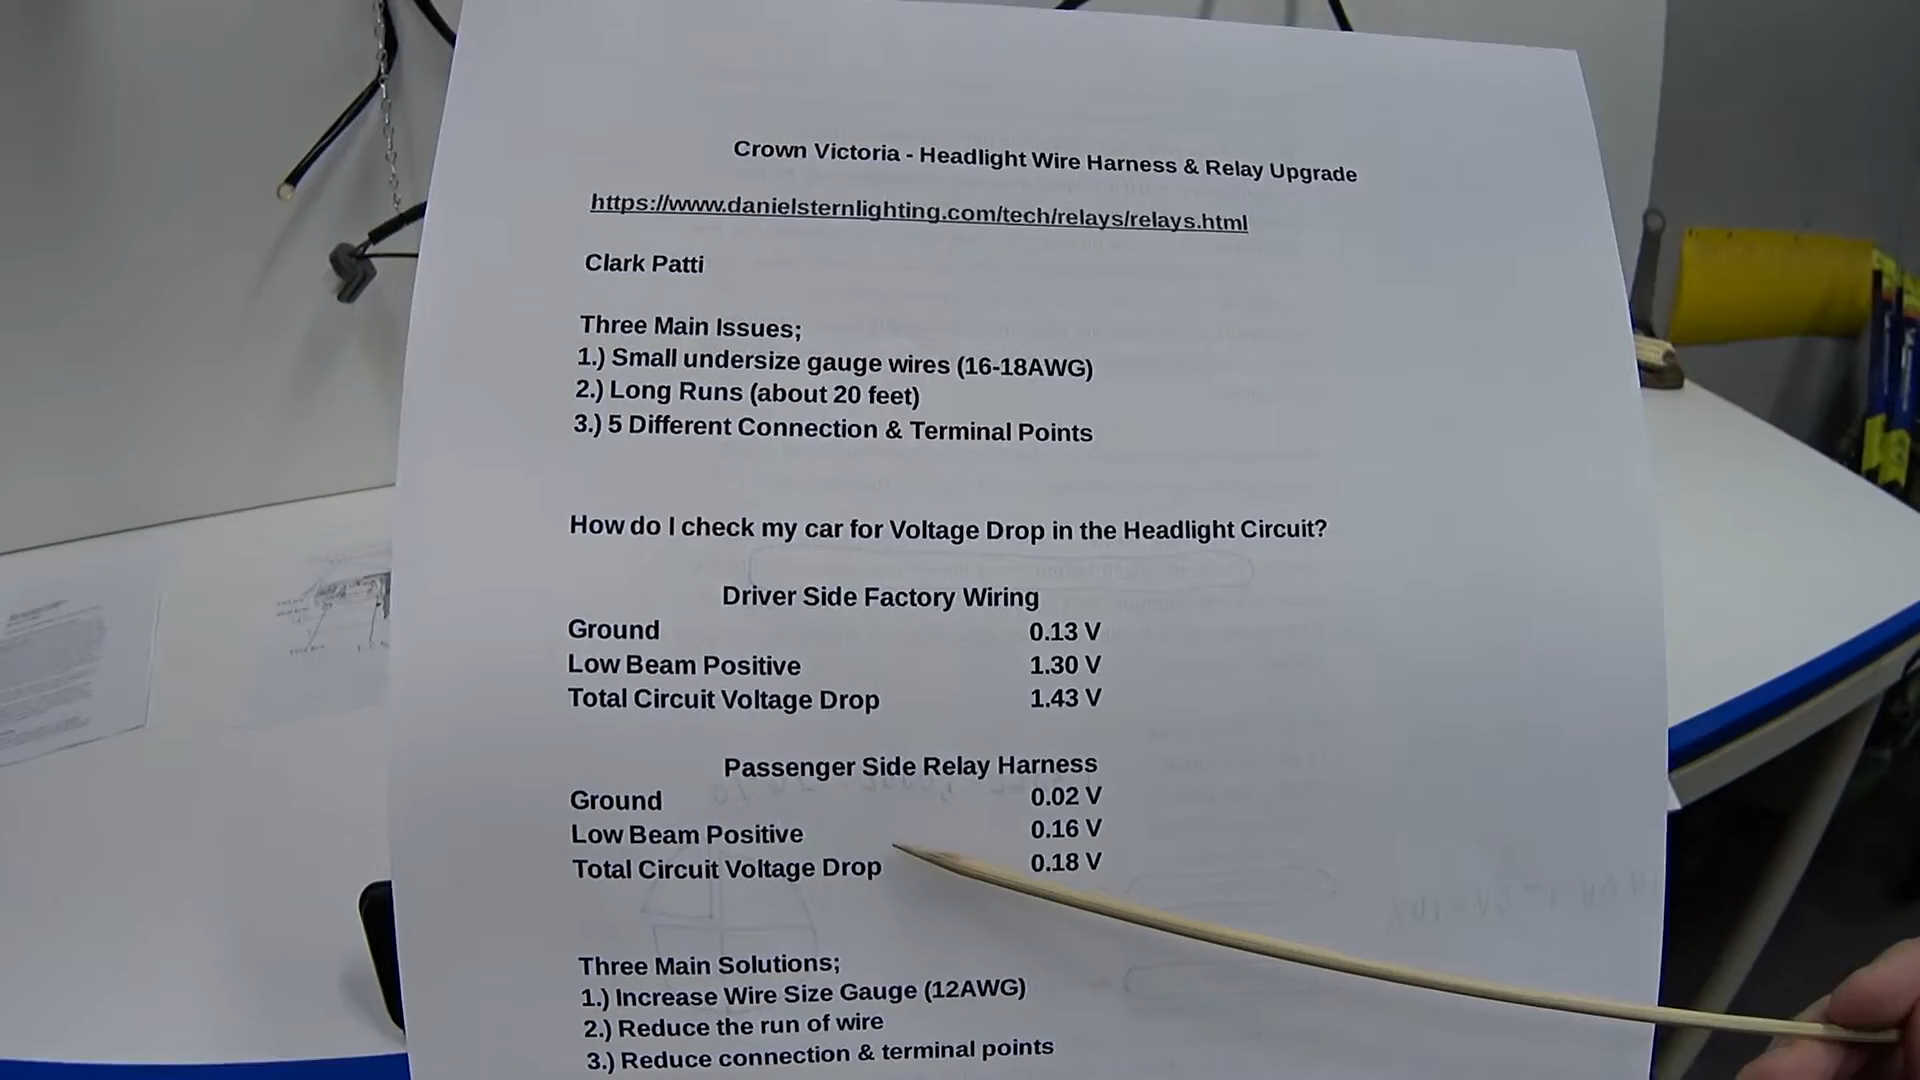 Crown Victoria - Headlight Wire Harness & Relay Upgrade
https://www.danielsternlighting.com/tech/relays/relays.html
Clark Patti
Three Main Issues;
1.) Small undersize gauge wires (16-18AWG)
2.) Long Runs (about 20 feet)
3.) 5 Different Connection & Terminal Points
How do I check my car for Voltage Drop in the Headlight Circuit?
Driver Side Factory Wiring
Ground 0.13 V
Low Beam Positive 1.30 V
Total Circuit Voltage Drop 1.43 V
Passenger Side Relay Harness
Ground 0.02 V
Low Beam Positive 0.16 V
Total Circuit Voltage Drop 0.18 V
Three Main Solutions;
1.) Increase Wire Size Gauge (12AWG)
2.) Reduce the run of wire
3.) Reduce connection & terminal points